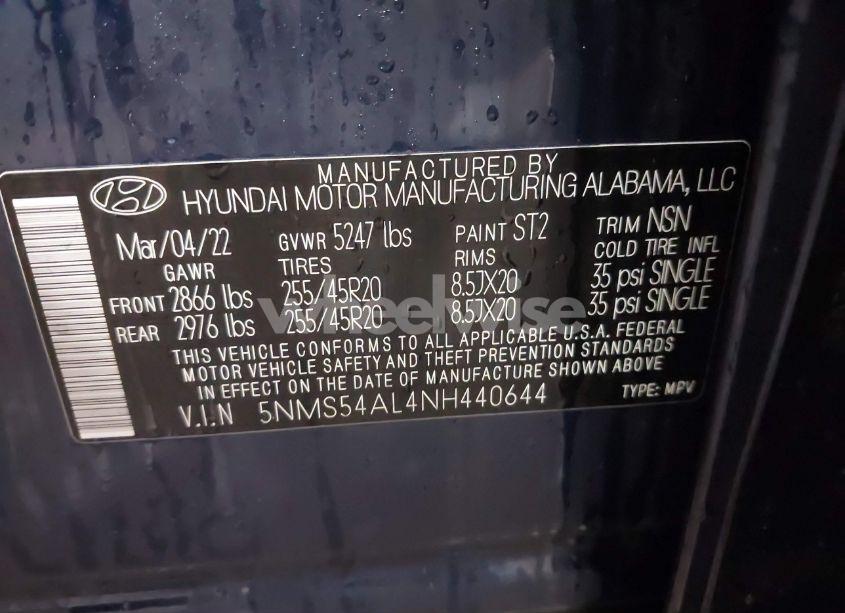 MANUFACTURED BY
HYUNDAI MOTOR MANUFACTURING ALABAMA, LLC
Mar/04/22 GVWR 5247 lbs PAINT ST2 TRIM NSN
GAWR TIRES RIMS COLD TIRE INFL
FRONT 2866 lbs 255/45R20 8.5JX20 35 psi SINGLE
REAR 2976 lbs 255/45R20 8.5JX20 35 psi SINGLE
wheelwise
THIS VEHICLE CONFORMS TO ALL APPLICABLE U.S.A. FEDERAL
MOTOR VEHICLE SAFETY AND THEFT PREVENTION STANDARDS
IN EFFECT ON THE DATE OF MANUFACTURE SHOWN ABOVE
V.I.N 5NMS54AL4NH440644 TYPE: MPV